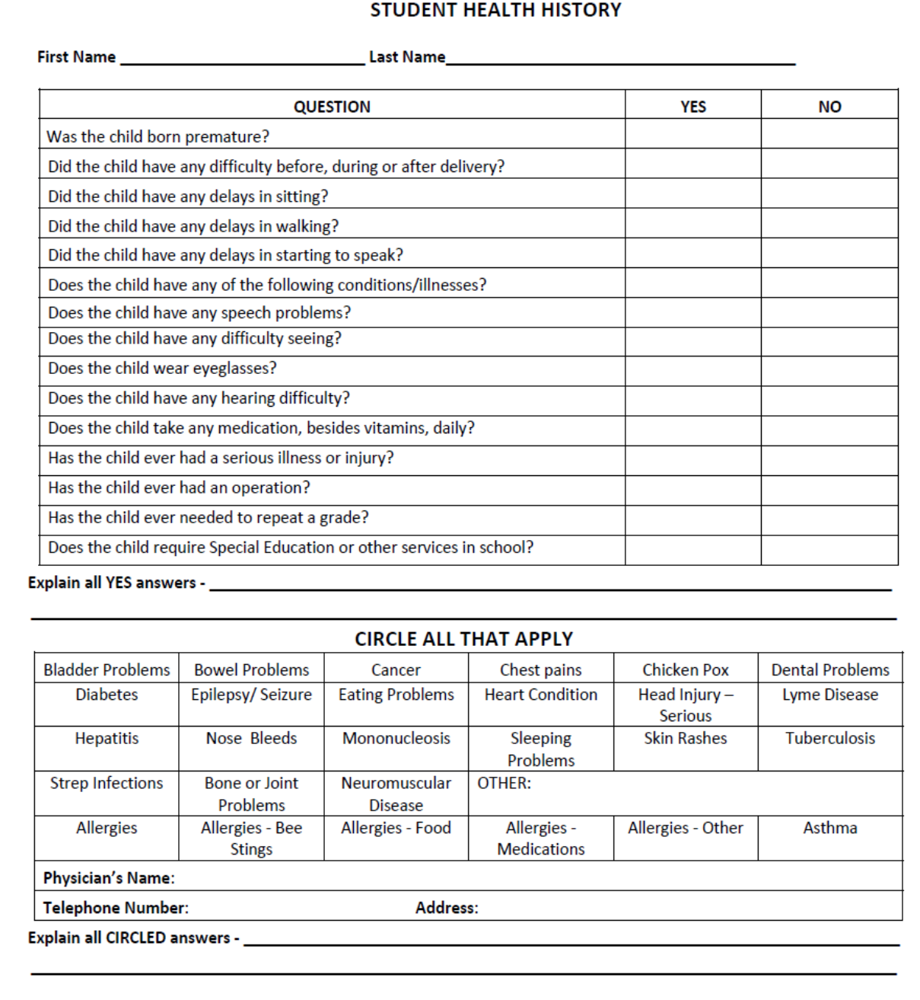 STUDENT HEALTH HISTORY
First Name Last Name
QUESTION YES NO
Was the child born premature?
Did the child have any difficulty before, during or after delivery?
Did the child have any delays in sitting?
Did the child have any delays in walking?
Did the child have any delays in starting to speak?
Does the child have any of the following conditions/illnesses?
Does the child have any speech problems?
Does the child have any difficulty seeing?
Does the child wear eyeglasses?
Does the child have any hearing difficulty?
Does the child take any medication, besides vitamins, daily?
Has the child ever had a serious illness or injury?
Has the child ever had an operation?
Has the child ever needed to repeat a grade?
Does the child require Special Education or other services in school?
Explain all YES answers -
CIRCLE ALL THAT APPLY
Bladder Problems Bowel Problems Cancer Chest pains Chicken Pox Dental Problems
Diabetes Epilepsy/ Seizure Eating Problems Heart Condition Head Injury – Lyme Disease
Serious
Hepatitis Nose Bleeds Mononucleosis Sleeping Skin Rashes Tuberculosis
Problems
Strep Infections Bone or Joint Neuromuscular OTHER:
Problems Disease
Allergies Allergies - Bee Allergies - Food Allergies - Allergies - Other Asthma
Stings Medications
Physician’s Name:
Telephone Number: Address:
Explain all CIRCLED answers -